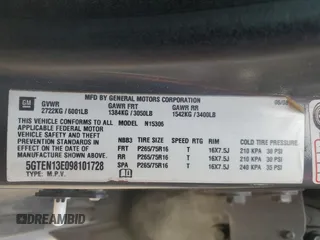 MFD BY GENERAL MOTORS CORPORATION
GM GVWR GAWR FRT GAWR RR
2722KG / 6001LB 1384KG / 3050LB 1542KG / 3400LB
THIS VEHICLE CONFORMS TO ALL MODEL N15306
APPLICABLE FEDERAL MOTOR
VEHICLE SAFETY, BUMPER, AND THEFT
PREVENTION STANDARDS IN EFFECT ON
THE DATE OF MANUFACTURE SHOWN ABOVE.
5GTEN13E098101728
TYPE: M.P.V.
NBB3 TIRE SIZE SPEED RTG RIM COLD TIRE PRESSURE
FRT P265/75R16 T 16X7.5J 210 KPA 30 PSI
RR P265/75R16 T 16X7.5J 210 KPA 30 PSI
SPA P265/75R16 T 16X7.5J 240 KPA 35 PSI
DREAMBID